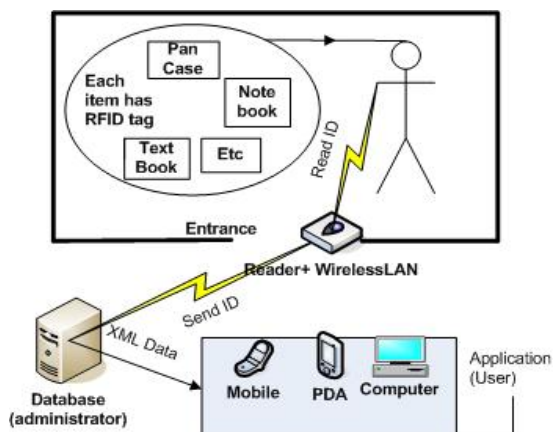 Pan
Case
Each
item has
RFID tag
Note
book
Text
Book
Etc
Read ID
Entrance
Reader+ WirelessLAN
Send ID
XML Data
Database
(administrator)
Mobile
PDA
Computer
Application
(User)